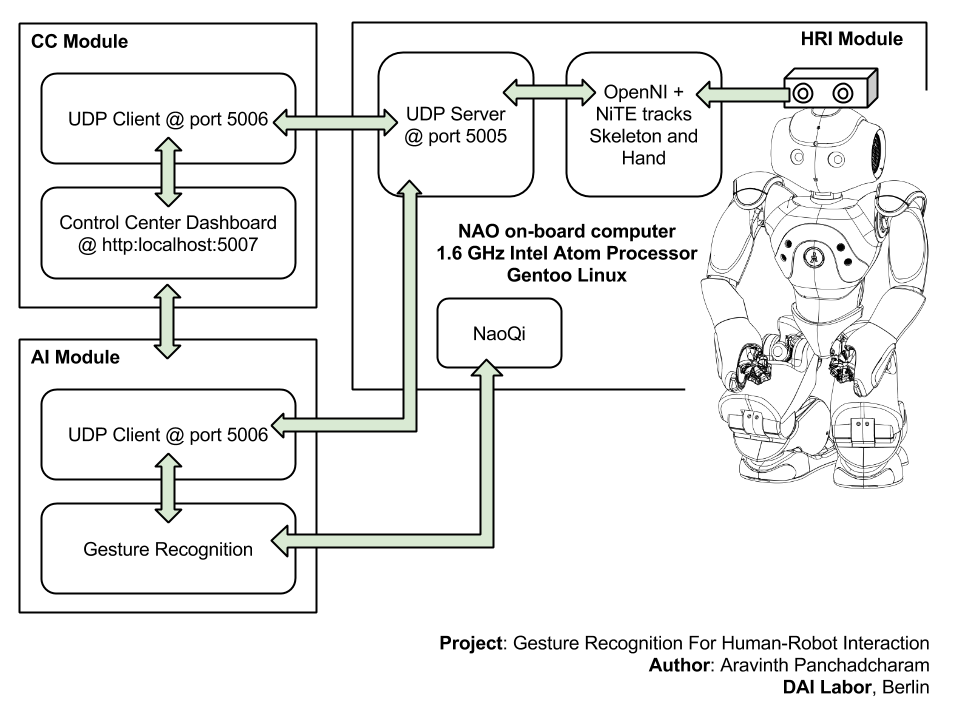 CC Module
UDP Client @ port 5006
Control Center Dashboard
@ http:localhost:5007
AI Module
UDP Client @ port 5006
Gesture Recognition
HRI Module
UDP Server
@ port 5005
OpenNI +
NiTE tracks
Skeleton and
Hand
NAO on-board computer
1.6 GHz Intel Atom Processor
Gentoo Linux
NaoQi
Project: Gesture Recognition For Human-Robot Interaction
Author: Aravinth Panchadcharam
DAI Labor, Berlin